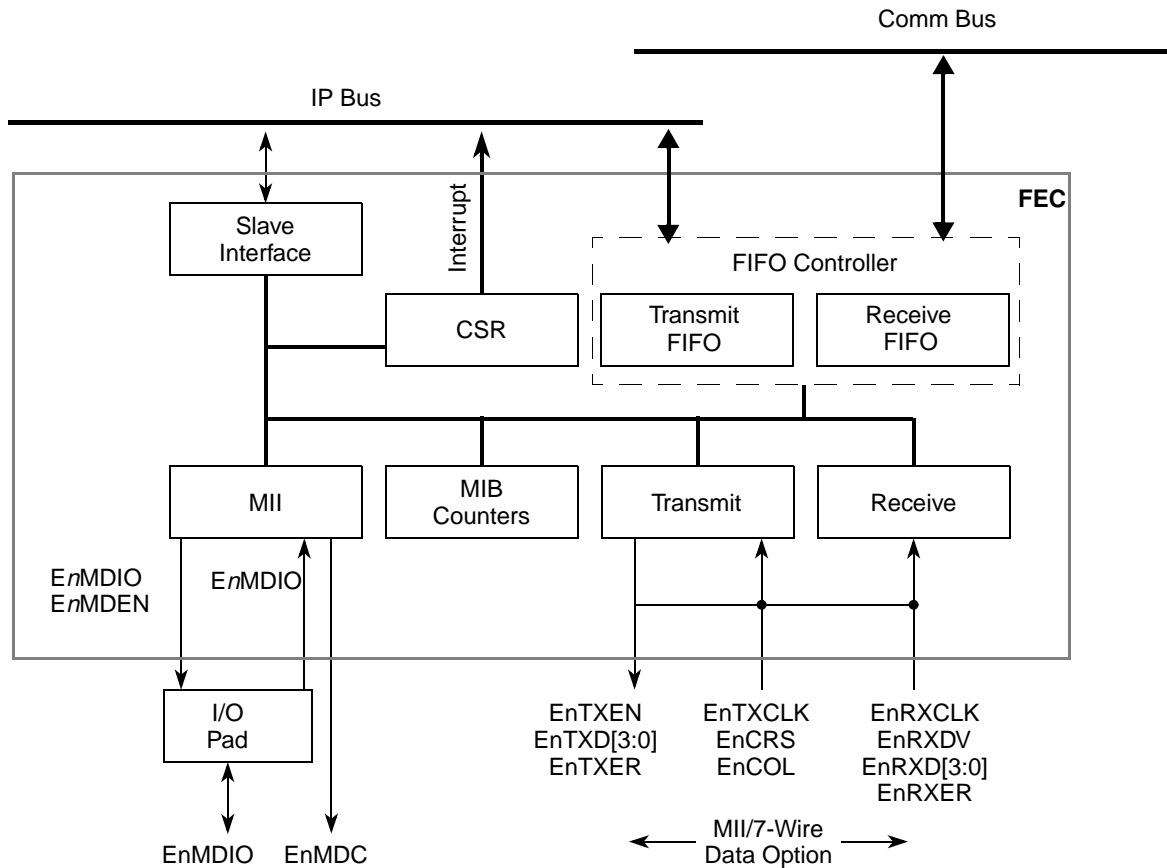 Comm Bus
IP Bus
FEC
Slave
Interface
Interrupt
FIFO Controller
CSR
Transmit
FIFO
Receive
FIFO
MII
MIB
Counters
Transmit
Receive
EnMDIO
EnMDEN
EnMDIO
I/O
Pad
EnTXEN
EnTXD[3:0]
EnTXER
EnTXCLK
EnCRS
EnCOL
EnRXCLK
EnRXDV
EnRXD[3:0]
EnRXER
EnMDIO
EnMDC
MII/7-Wire
Data Option